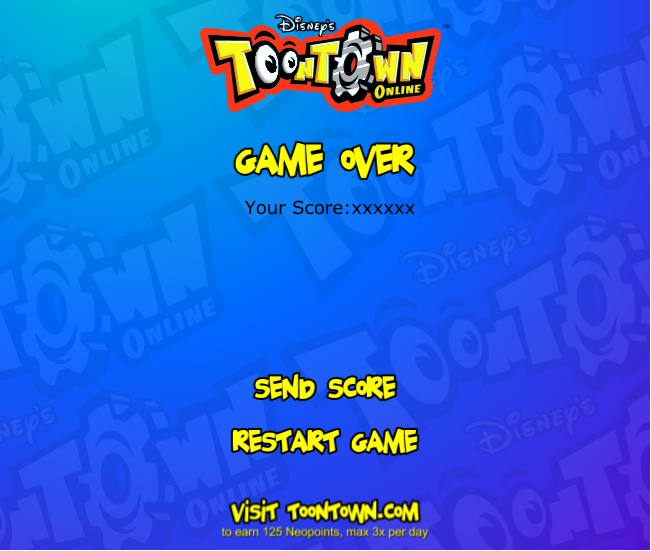 Disney's
TOONTOWN
ONLINE
TM
GAME OVER
Your Score:xxxxxx
SEND SCORE
RESTART GAME
VISIT TOONTOWN.COM
to earn 125 Neopoints, max 3x per day